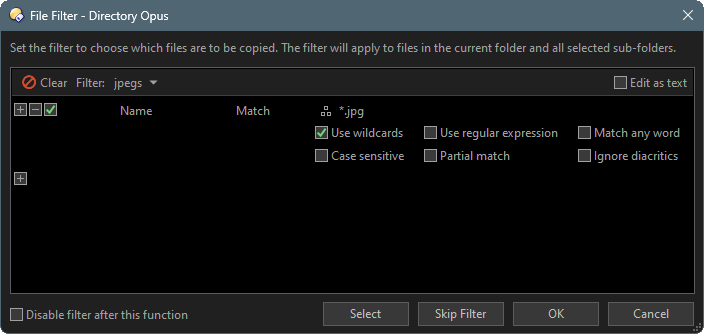 File Filter - Directory Opus
Set the filter to choose which files are to be copied. The filter will apply to files in the current folder and all selected sub-folders.
Clear Filter: jpegs Edit as text
Name Match *.jpg
Use wildcards Use regular expression Match any word
Case sensitive Partial match Ignore diacritics
Disable filter after this function Select Skip Filter OK Cancel